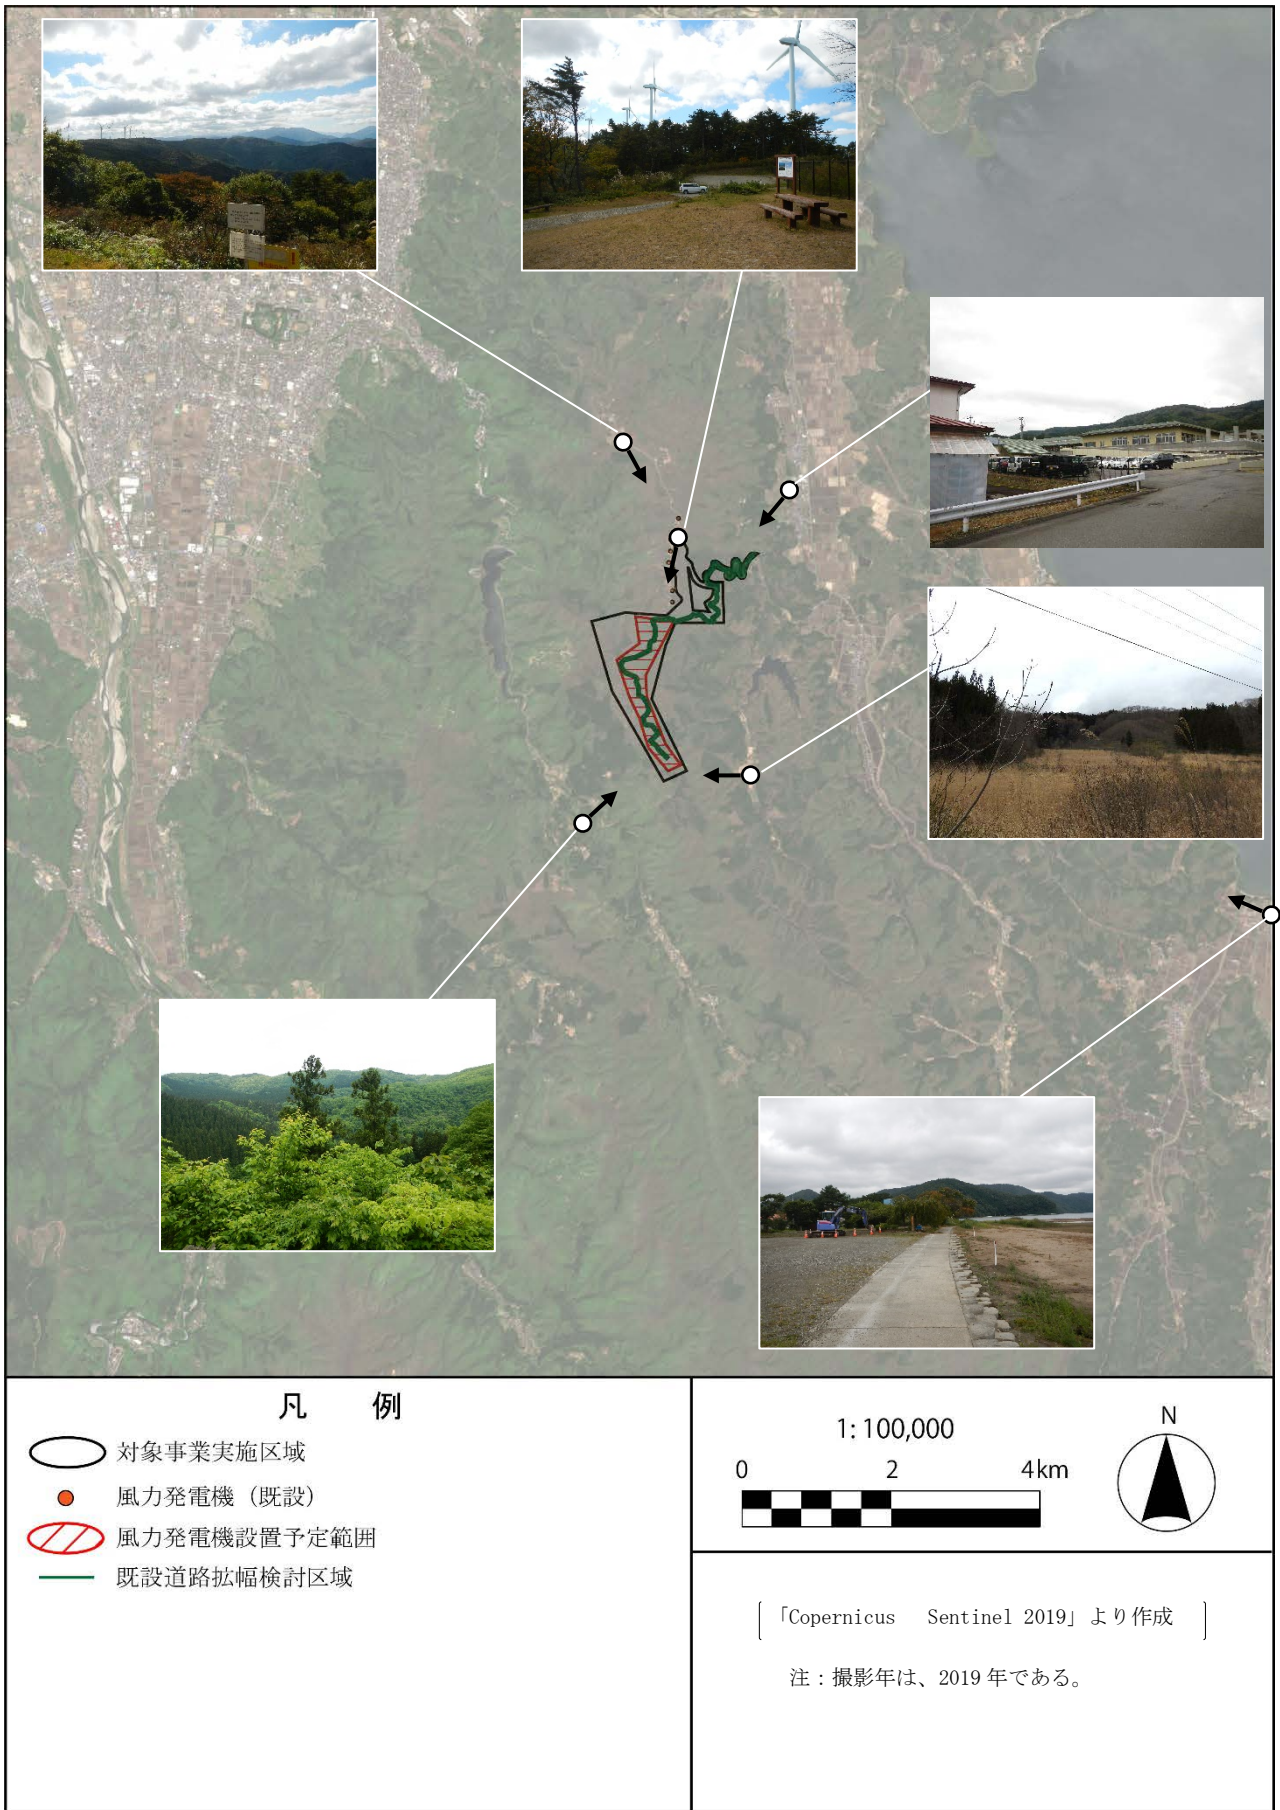 凡　例
対象事業実施区域
風力発電機（既設）
風力発電機設置予定範囲
既設道路拡幅検討区域
1: 100,000
0 2 4km
N
「Copernicus Sentinel 2019」より作成
注：撮影年は、2019 年である。